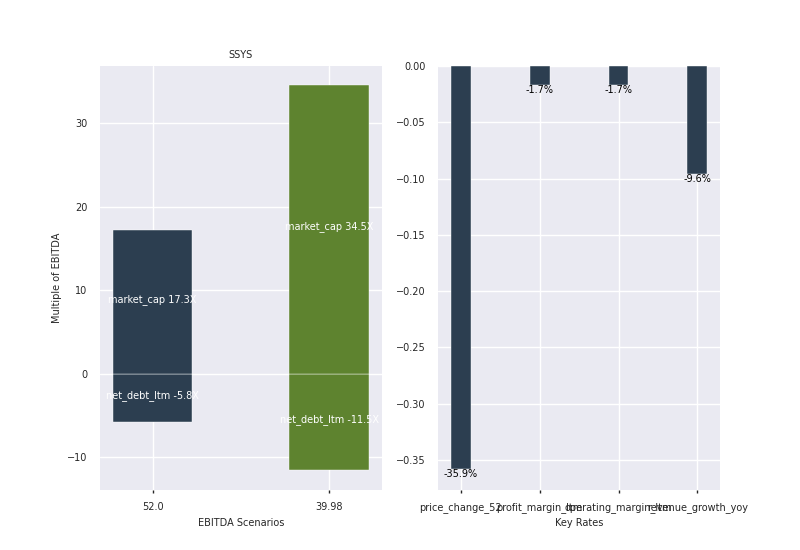 SSYS
Multiple of EBITDA
30
20
10
0
−10
market_cap 17.3X
net_debt_ltm -5.8X
market_cap 34.5X
net_debt_ltm -11.5X
52.0
39.98
EBITDA Scenarios
0.00
−0.05
−0.10
−0.15
−0.20
−0.25
−0.30
−0.35
-35.9%
-1.7%
-1.7%
-9.6%
profit_margin_ltm
operating_margin_ltm
revenue_growth_yoy
Key Rates